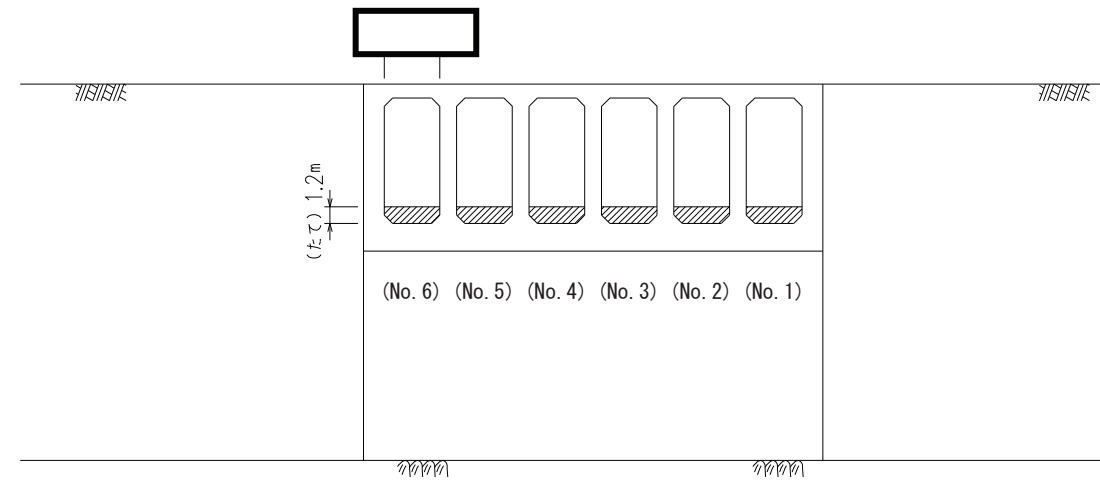 (たて) 1.2m
(No. 6) (No. 5) (No. 4) (No. 3) (No. 2) (No. 1)